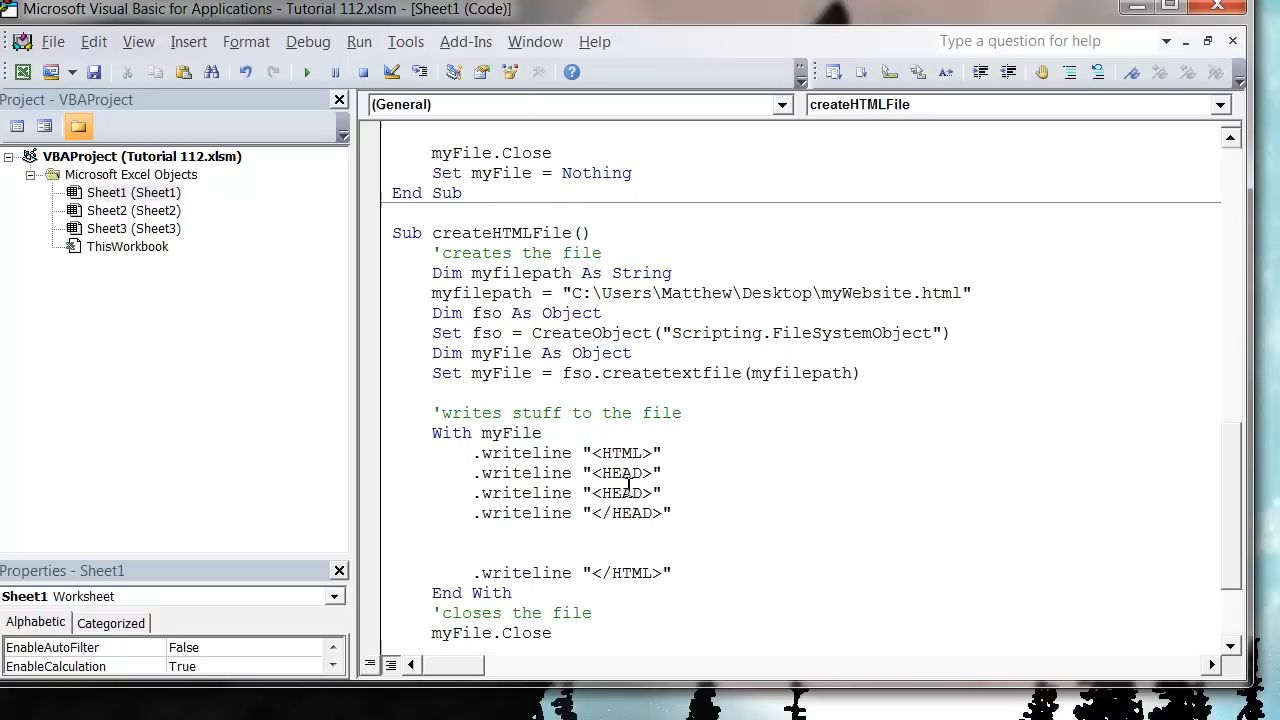 Microsoft Visual Basic for Applications - Tutorial 112.xlsm - [Sheet1 (Code)]
File Edit View Insert Format Debug Run Tools Add-Ins Window Help Type a question for help
Project - VBAProject
(General) createHTMLFile
VBAProject (Tutorial 112.xlsm)
Microsoft Excel Objects
Sheet1 (Sheet1)
Sheet2 (Sheet2)
Sheet3 (Sheet3)
ThisWorkbook
Properties - Sheet1
Sheet1 Worksheet
Alphabetic Categorized
EnableAutoFilter False
EnableCalculation True
myFile.Close
Set myFile = Nothing
End Sub
Sub createHTMLFile()
'creates the file
Dim myfilepath As String
myfilepath = "C:\Users\Matthew\Desktop\myWebsite.html"
Dim fso As Object
Set fso = CreateObject("Scripting.FileSystemObject")
Dim myFile As Object
Set myFile = fso.createtextfile(myfilepath)
'writes stuff to the file
With myFile
.writeline "<HTML>"
.writeline "<HEAD>"
.writeline "<HEAD>"
.writeline "</HEAD>"
.writeline "</HTML>"
End With
'closes the file
myFile.Close